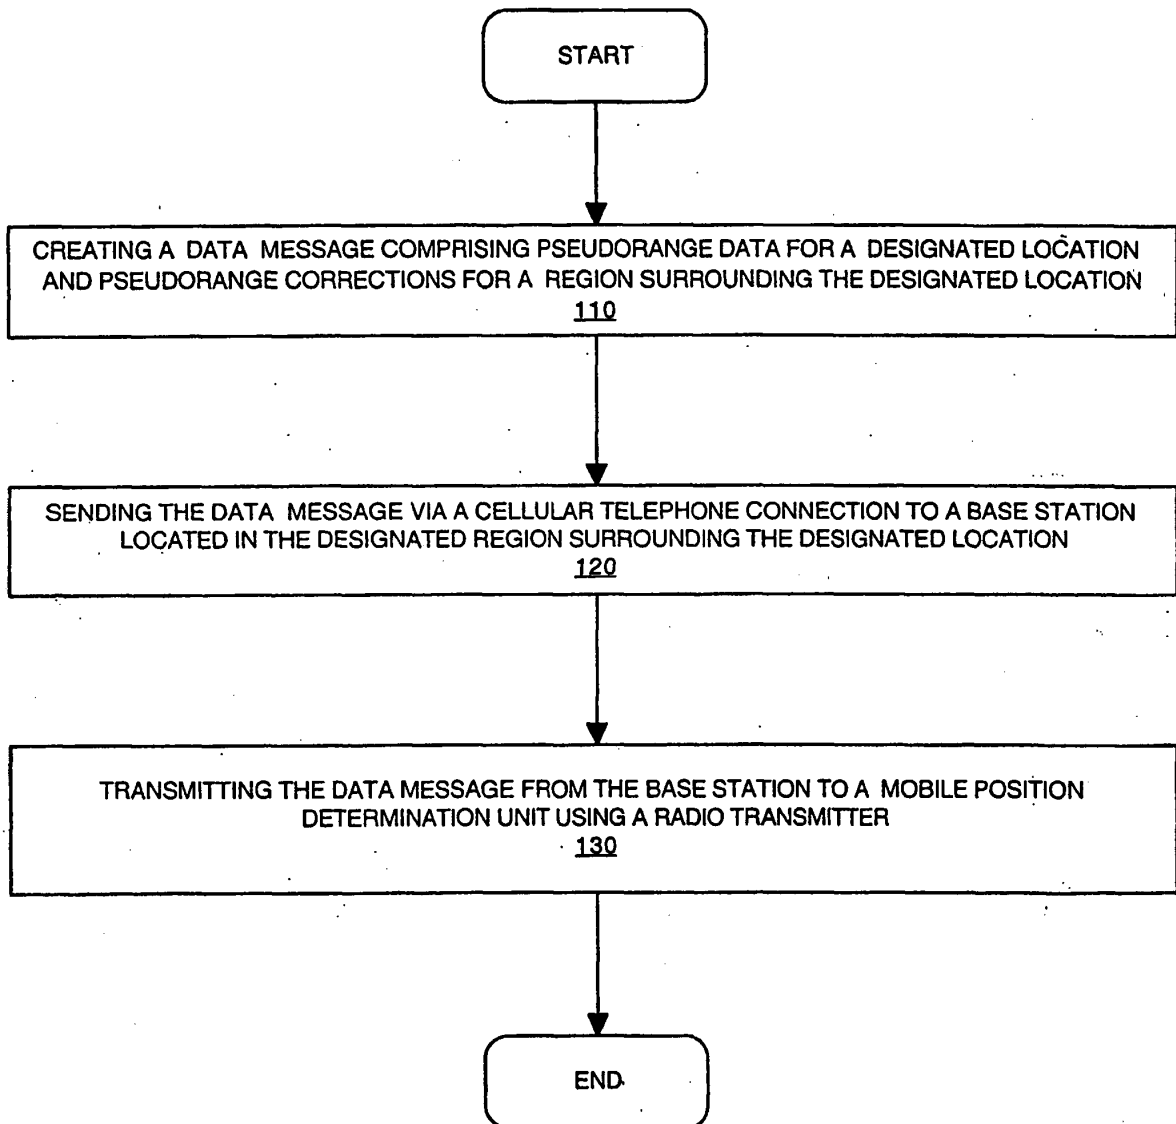 START
CREATING A DATA MESSAGE COMPRISING PSEUDORANGE DATA FOR A DESIGNATED LOCATION
AND PSEUDORANGE CORRECTIONS FOR A REGION SURROUNDING THE DESIGNATED LOCATION
110
SENDING THE DATA MESSAGE VIA A CELLULAR TELEPHONE CONNECTION TO A BASE STATION
LOCATED IN THE DESIGNATED REGION SURROUNDING THE DESIGNATED LOCATION
120
TRANSMITTING THE DATA MESSAGE FROM THE BASE STATION TO A MOBILE POSITION
DETERMINATION UNIT USING A RADIO TRANSMITTER
130
END